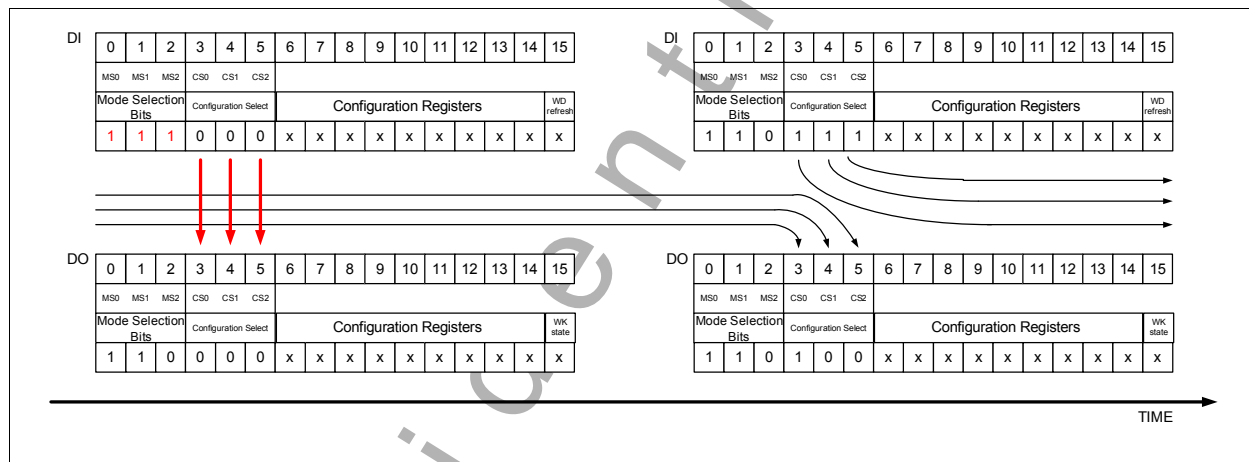 DI 0 1 2 3 4 5 6 7 8 9 10 11 12 13 14 15
MS0 MS1 MS2 CS0 CS1 CS2
Mode Selection Bits Configuration Select Configuration Registers WD refresh
1 1 1 0 0 0 x x x x x x x x x x
DI 0 1 2 3 4 5 6 7 8 9 10 11 12 13 14 15
MS0 MS1 MS2 CS0 CS1 CS2
Mode Selection Bits Configuration Select Configuration Registers WD refresh
1 1 0 1 1 1 x x x x x x x x x x
DO 0 1 2 3 4 5 6 7 8 9 10 11 12 13 14 15
MS0 MS1 MS2 CS0 CS1 CS2
Mode Selection Bits Configuration Select Configuration Registers WK state
1 1 0 0 0 0 x x x x x x x x x x
DO 0 1 2 3 4 5 6 7 8 9 10 11 12 13 14 15
MS0 MS1 MS2 CS0 CS1 CS2
Mode Selection Bits Configuration Select Configuration Registers WK state
1 1 0 1 0 0 x x x x x x x x x x
TIME
i d e n t